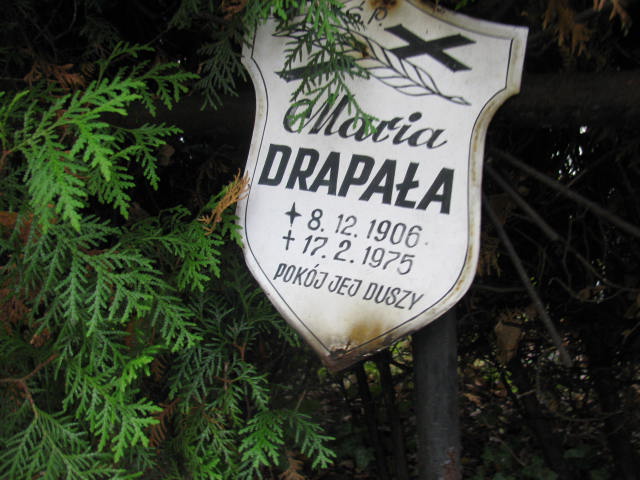 Ś. P.
Maria
DRAPAŁA
8.12.1906.
† 17.2.1975
POKÓJ JEJ DUSZY